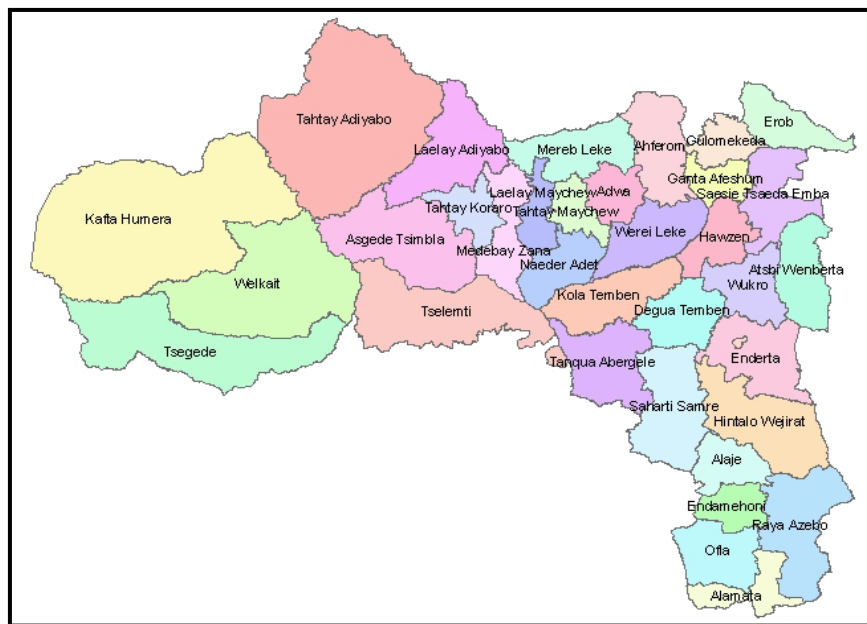 Erob
Tahtay Adiyabo
Gulomekeda
Laelay Adiyabo
Mereb Leke
Ahferom
Ganta Afeshum
Laelay Maychew
Adwa
Saesie Tsaeda Emba
Kafta Humera
Tahtay Koraro
Tahtay Maychew
Werei Leke
Hawzen
Asgede Tsimbla
Medebay Zana
Naeder Adet
Atsbi Wenberta
Wukro
Welkait
Kola Temben
Tselemti
Degua Temben
Tsegede
Tanqua Abergele
Enderta
Saharti Samre
Hintalo Wejirat
Alaje
Endamehoni
Raya Azebo
Ofla
Alamata